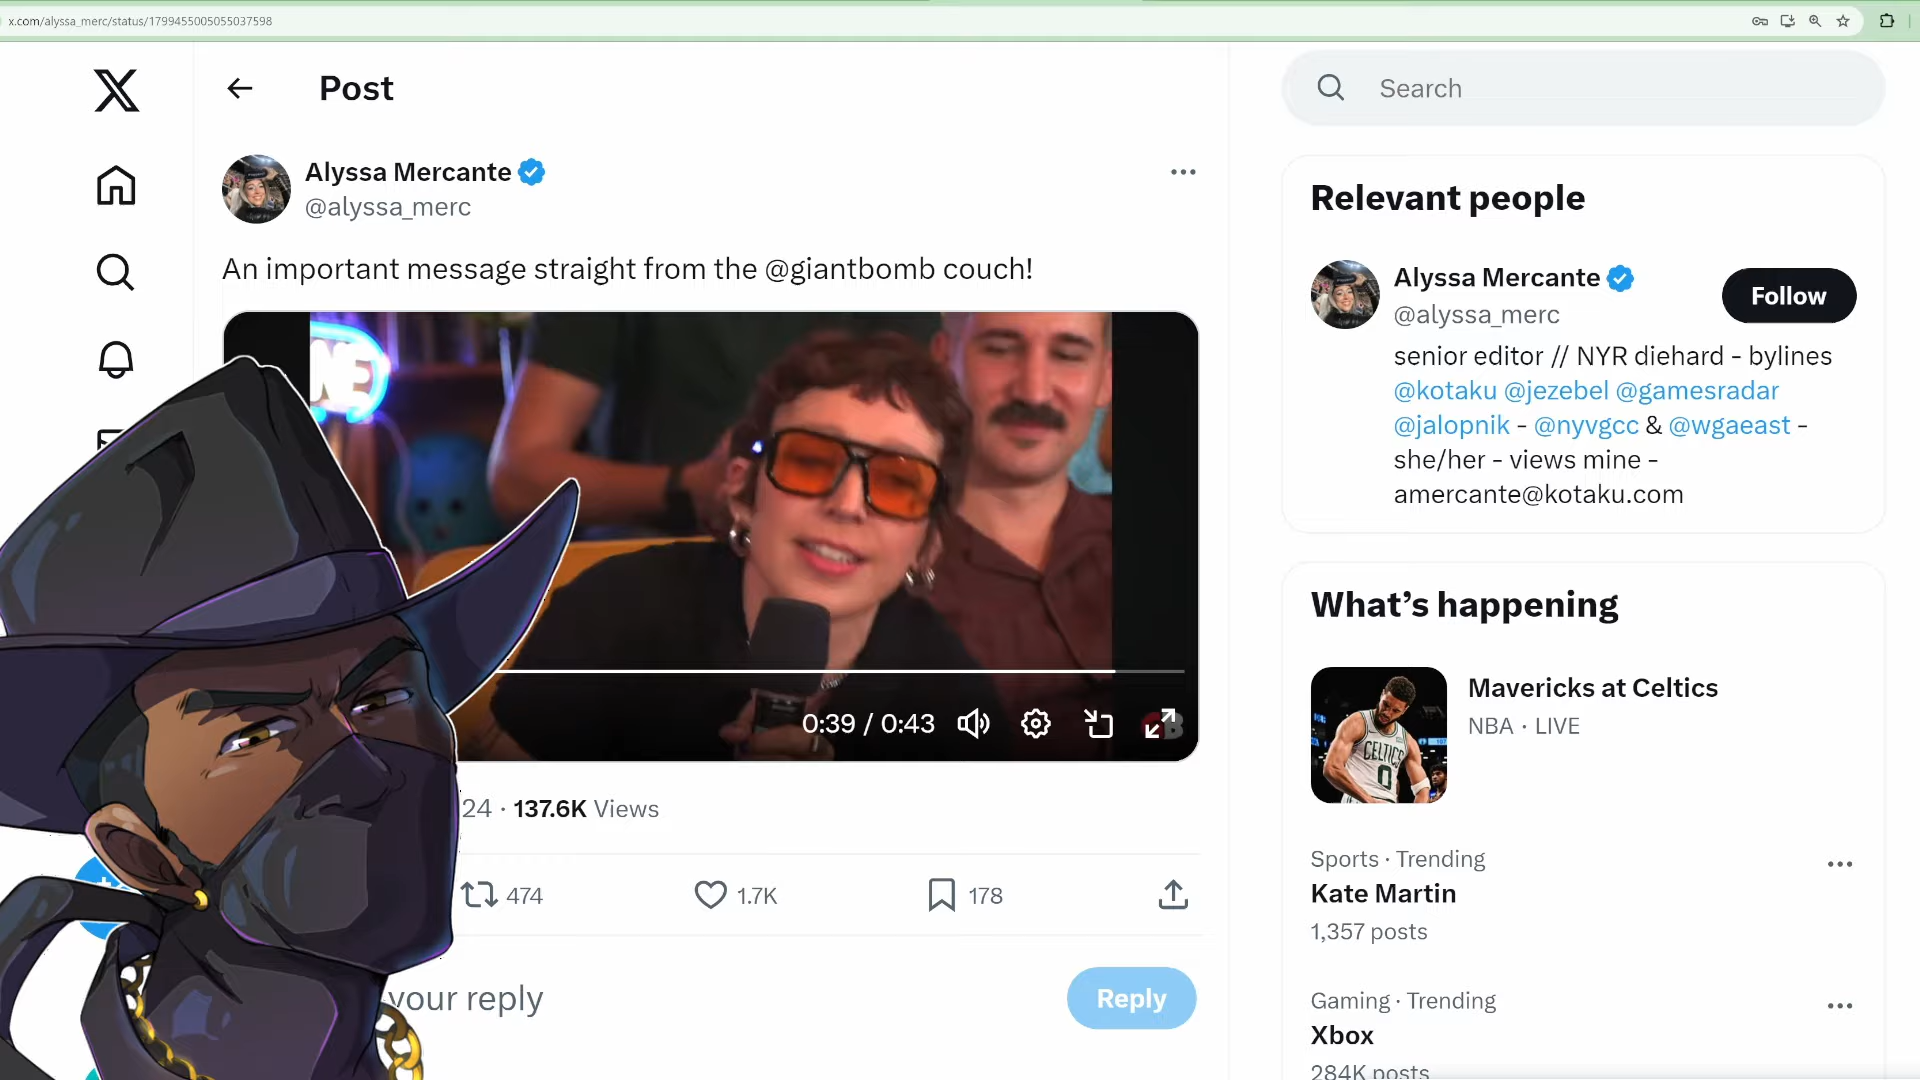 x.com/alyssa_merc/status/1799455005055037598
Post
Search
Alyssa Mercante
@alyssa_merc
An important message straight from the @giantbomb couch!
0:39 / 0:43
24 · 137.6K Views
474
1.7K
178
your reply
Reply
Relevant people
Alyssa Mercante
@alyssa_merc
Follow
senior editor // NYR diehard - bylines
@kotaku @jezebel @gamesradar
@jalopnik - @nyvgcc & @wgaeast -
she/her - views mine -
amercante@kotaku.com
What's happening
Mavericks at Celtics
NBA · LIVE
CELTICS
0
Sports · Trending
Kate Martin
1,357 posts
Gaming · Trending
Xbox
284K posts